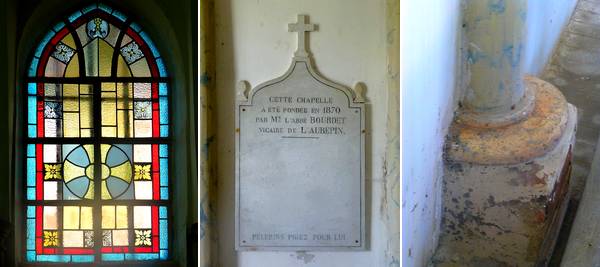 CETTE CHAPELLE
A ÉTÉ FONDÉE EN 1870
PAR Mr L'ABBÉ BOURDET
VICAIRE DE L'AUBEPIN.
PÈLERINS PRIEZ POUR LUI